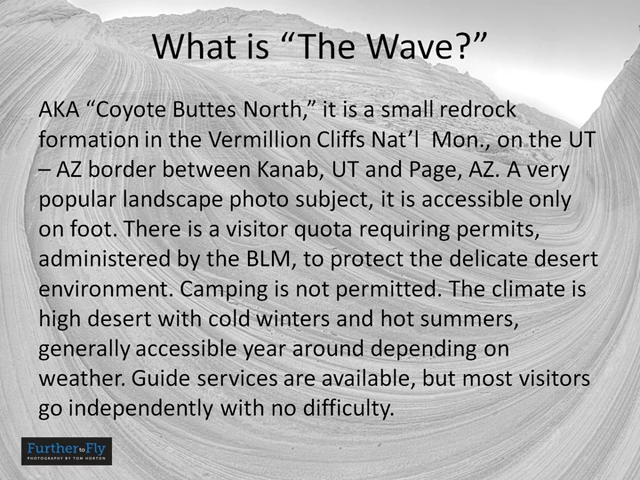 What is “The Wave?”
AKA “Coyote Buttes North,” it is a small redrock
formation in the Vermillion Cliffs Nat’l  Mon., on the UT
– AZ border between Kanab, UT and Page, AZ. A very
popular landscape photo subject, it is accessible only
on foot. There is a visitor quota requiring permits,
administered by the BLM, to protect the delicate desert
environment. Camping is not permitted. The climate is
high desert with cold winters and hot summers,
generally accessible year around depending on
weather. Guide services are available, but most visitors
go independently with no difficulty.
Further to Fly
PHOTOGRAPHY BY TOM HORTON